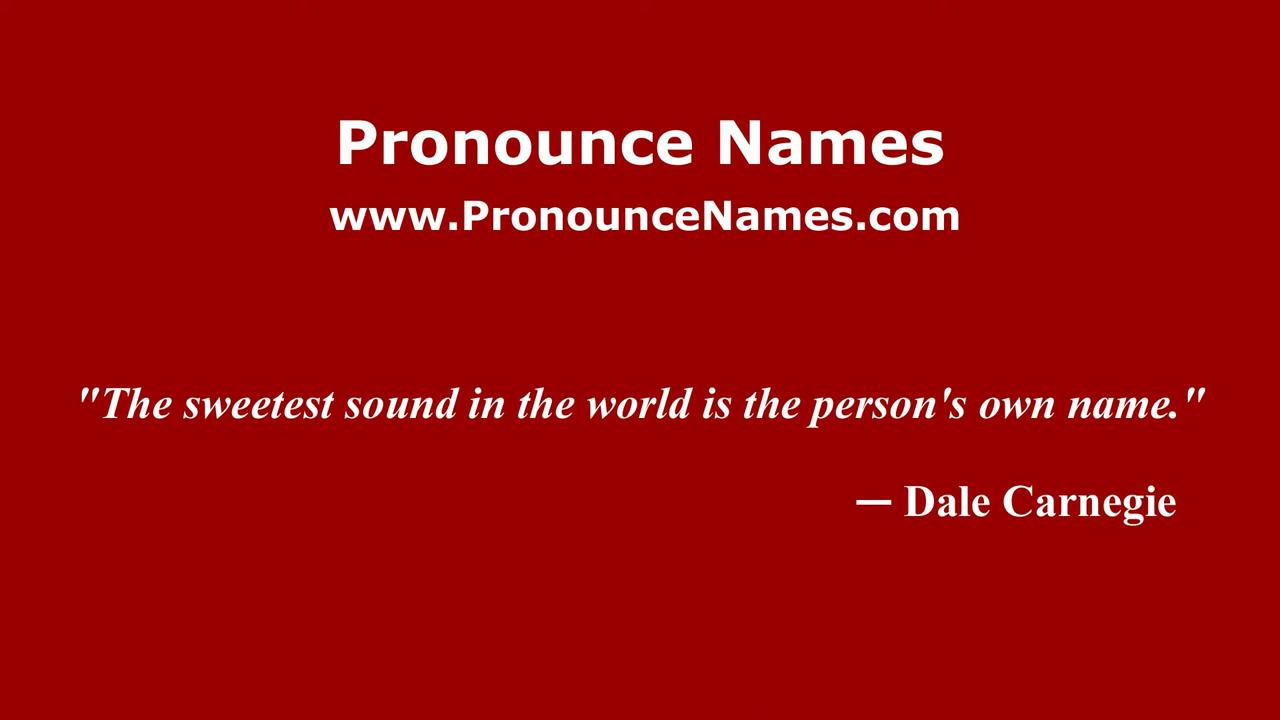 Pronounce Names
www.PronounceNames.com
"The sweetest sound in the world is the person's own name."
— Dale Carnegie